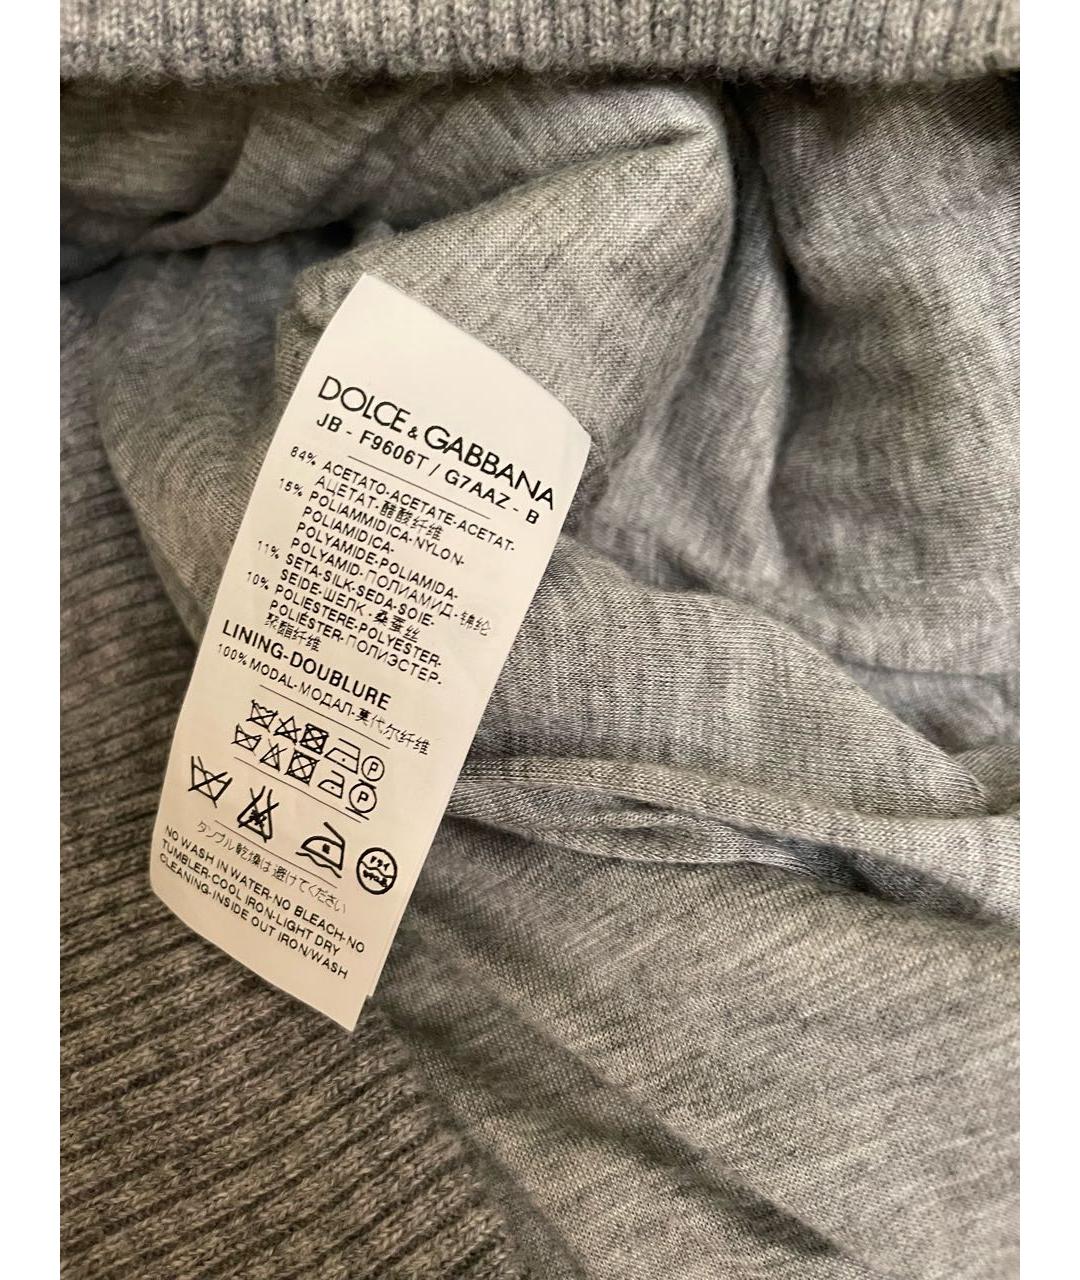 DOLCE & GABBANA
JB - F9606T / G7AAZ - B
84% ACETATO-ACETATE-ACETAT-
АЦЕТАТ-醋酸纤维
15% POLIAMMIDICA-NYLON-
POLIAMIDICA-
POLYAMIDE-POLIAMIDA-
POLYAMID-ПОЛИАМИД-锦纶
11% SETA-SILK-SEDA-SOIE-
SEIDE-ШЕЛК-桑蚕丝
10% POLIESTERE-POLYESTER-
POLIÉSTER-ПОЛИЭСТЕР-
聚酯纤维
LINING-DOUBLURE
100% MODAL-МОДАЛ-莫代尔纤维
P
P
ドライ
タンブル乾燥は避けてください
NO WASH IN WATER-NO BLEACH-NO
TUMBLER-COOL IRON-LIGHT DRY
CLEANING-INSIDE OUT IRON/WASH